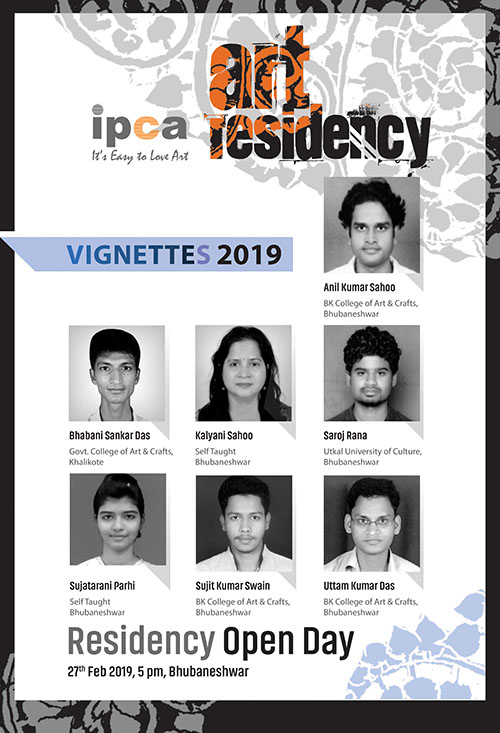 art
residency
ipca
It's Easy to Love Art
VIGNETTES 2019
Anil Kumar Sahoo
BK College of Art & Crafts,
Bhubaneshwar
Bhabani Sankar Das
Govt. College of Art & Crafts,
Khalikote
Kalyani Sahoo
Self Taught
Bhubaneshwar
Saroj Rana
Utkal University of Culture,
Bhubaneshwar
Sujatarani Parhi
Self Taught
Bhubaneshwar
Sujit Kumar Swain
BK College of Art & Crafts,
Bhubaneshwar
Uttam Kumar Das
BK College of Art & Crafts,
Bhubaneshwar
Residency Open Day
27th Feb 2019, 5 pm, Bhubaneshwar